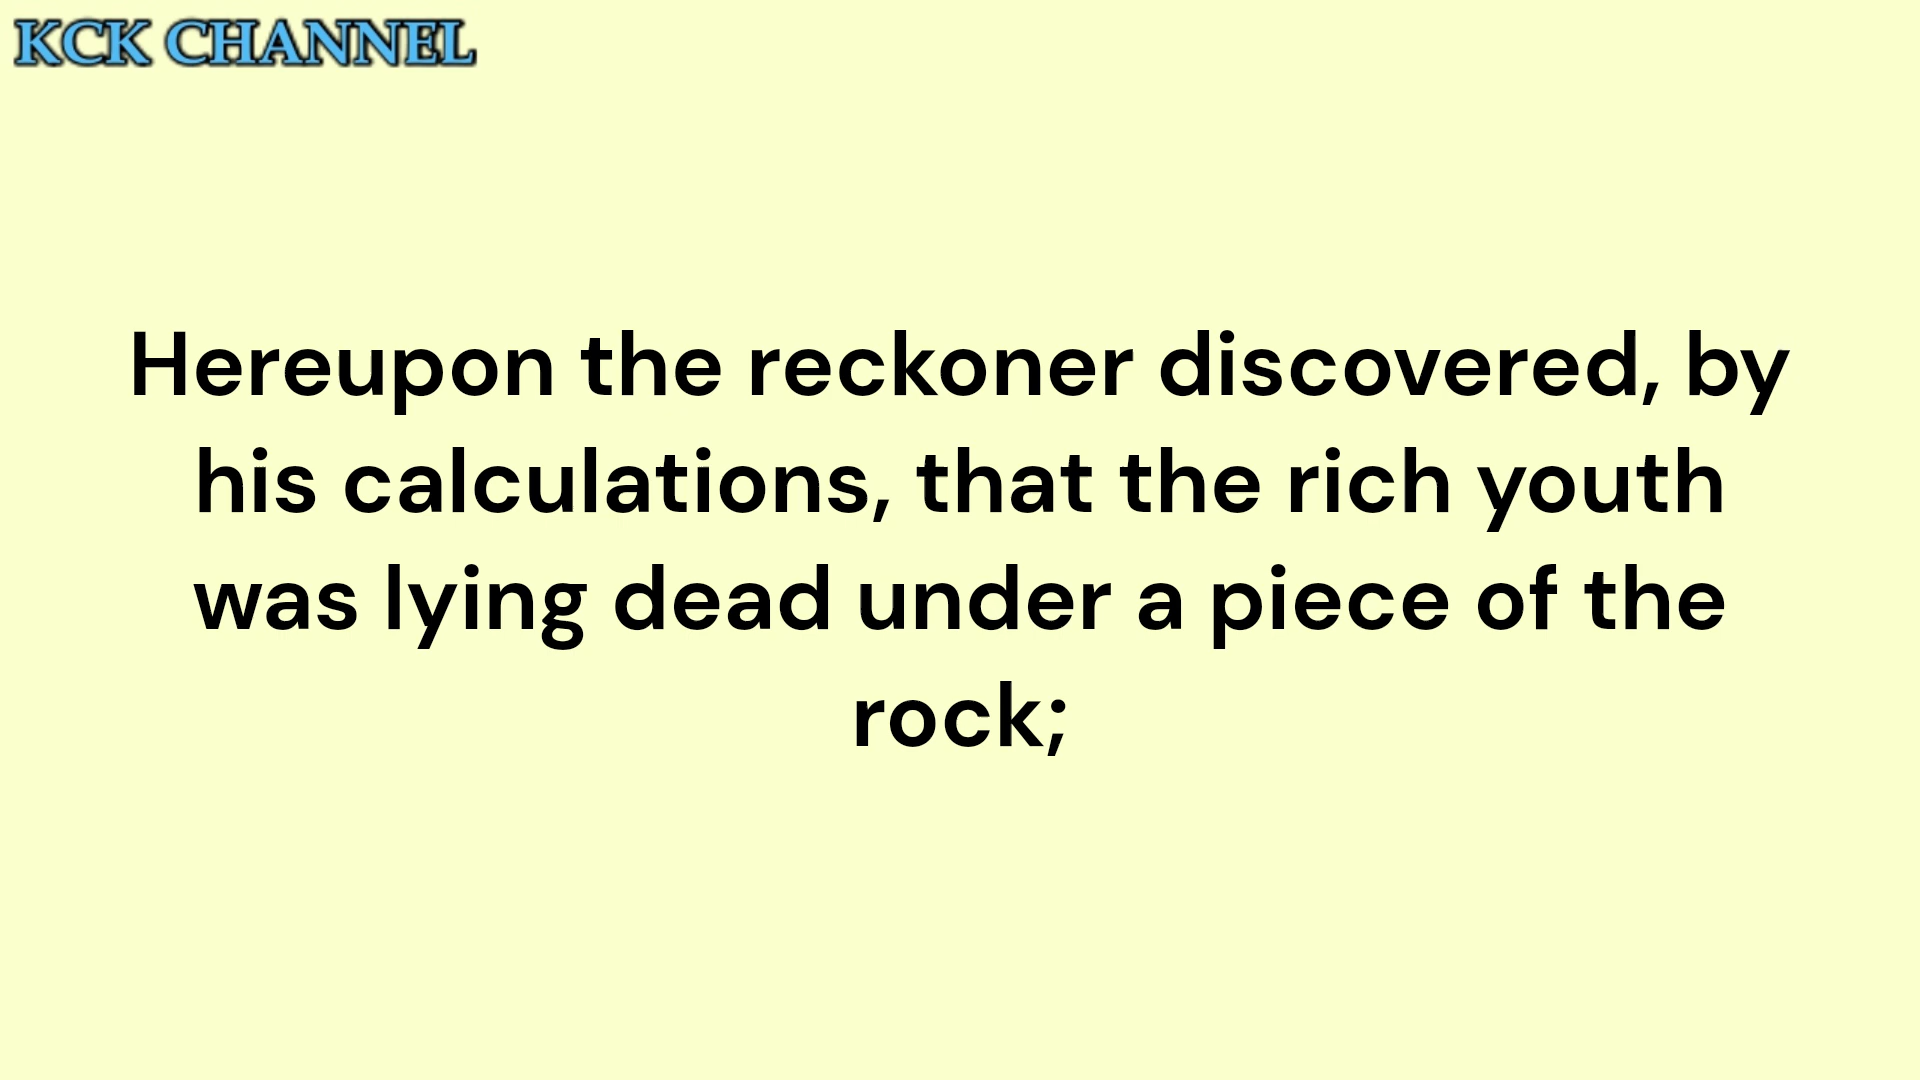 KCK CHANNEL
Hereupon the reckoner discovered, by
his calculations, that the rich youth
was lying dead under a piece of the
rock;